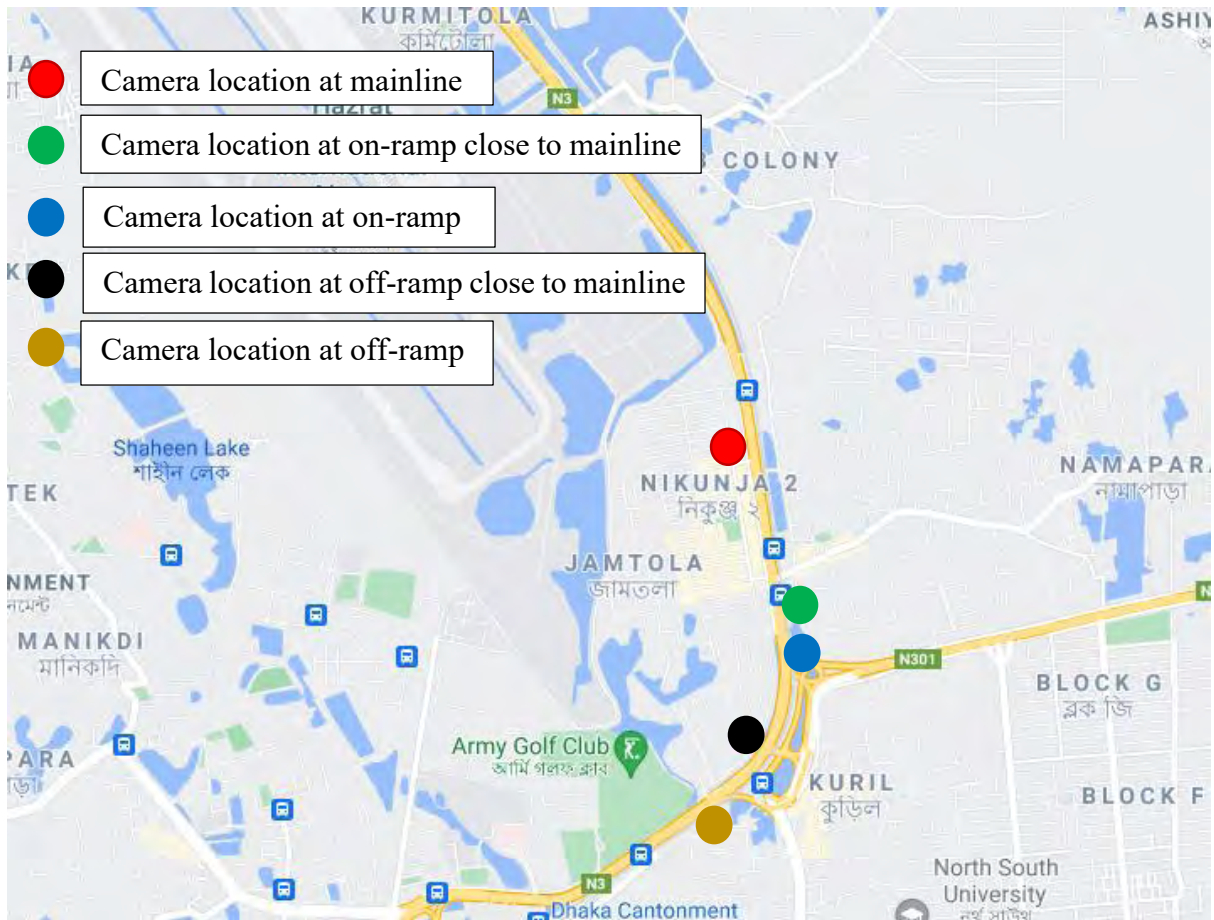 KURMITOLA
কুর্মিটোলা
ASHIY
Camera location at mainline
Hazrat
N3
Camera location at on-ramp close to mainline
COLONY
Camera location at on-ramp
Camera location at off-ramp close to mainline
Camera location at off-ramp
Shaheen Lake
শাহীন লেক
TEK
NIKUNJA 2
নিকুঞ্জ ২
NAMAPARA
নামাপাড়া
JAMTOLA
জামতলা
NMENT
MANIKDI
মানিকদি
N301
BLOCK G
ব্লক জি
PARA
Army Golf Club
আর্মি গলফ ক্লাব
KURIL
কুড়িল
BLOCK F
N3
Dhaka Cantonment
North South
University
নর্থ সাউথ